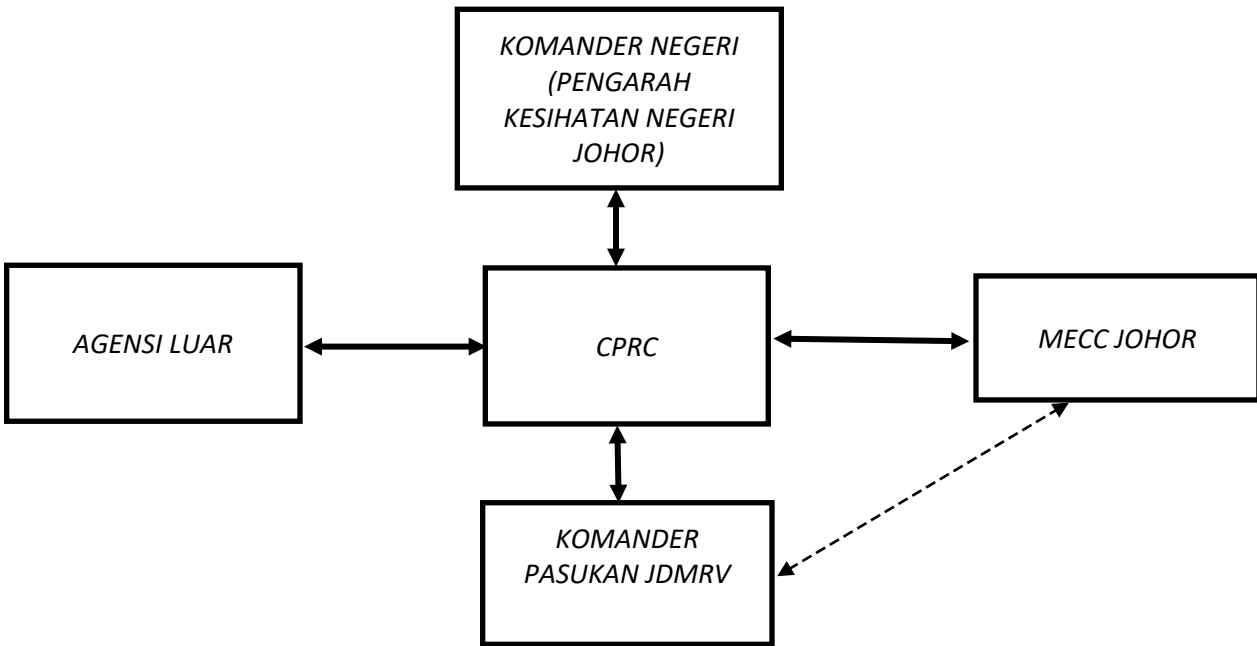 KOMANDER NEGERI
(PENGARAH
KESIHATAN NEGERI
JOHOR)
AGENSI LUAR
CPRC
MECC JOHOR
KOMANDER
PASUKAN JDMRV